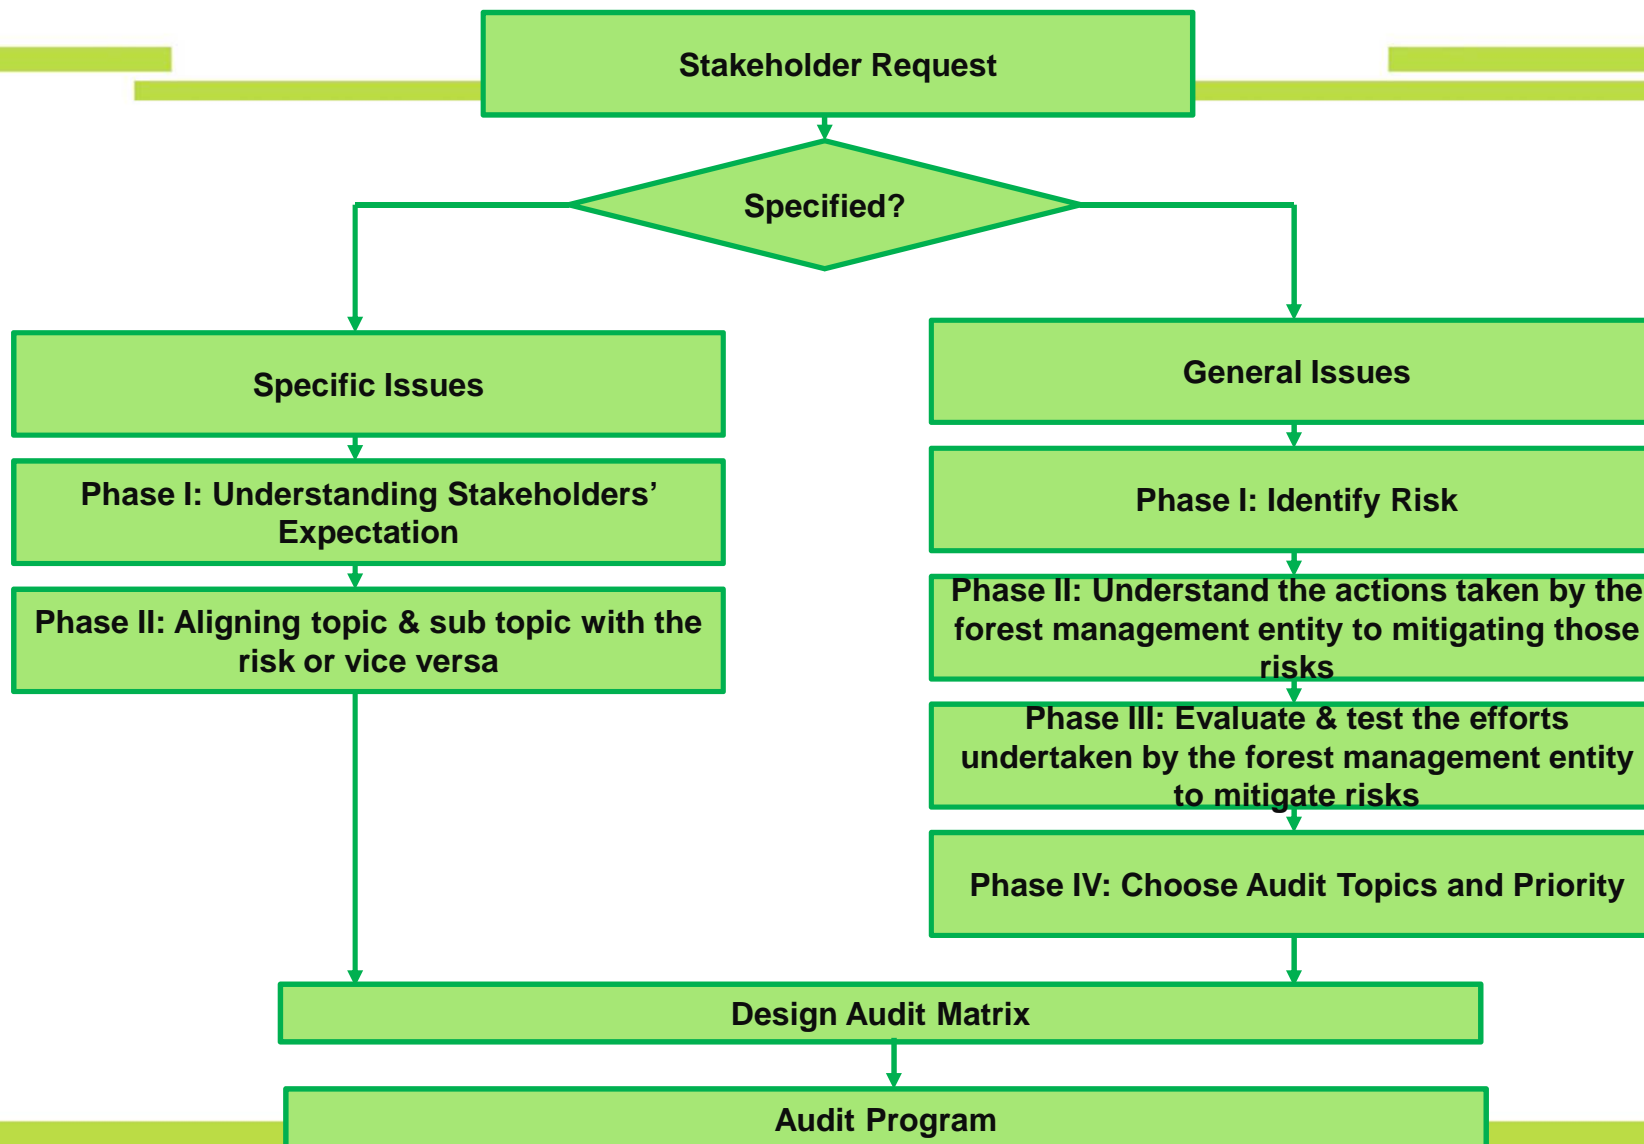 Stakeholder Request
Specified?
Specific Issues
Phase I: Understanding Stakeholders’
Expectation
Phase II: Aligning topic & sub topic with the
risk or vice versa
General Issues
Phase I: Identify Risk
Phase II: Understand the actions taken by the
forest management entity to mitigating those
risks
Phase III: Evaluate & test the efforts
undertaken by the forest management entity
to mitigate risks
Phase IV: Choose Audit Topics and Priority
Design Audit Matrix
Audit Program